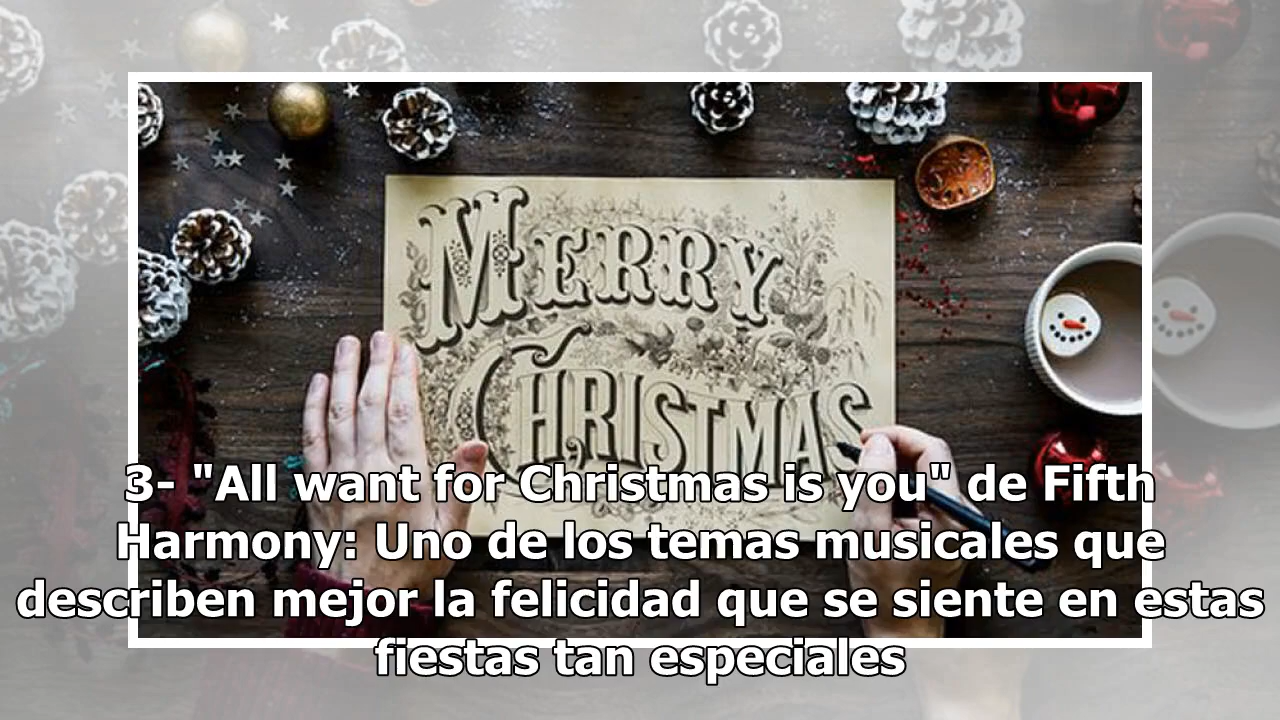 MERRY
CHRISTMAS
3- "All want for Christmas is you" de Fifth
Harmony: Uno de los temas musicales que
describen mejor la felicidad que se siente en estas
fiestas tan especiales